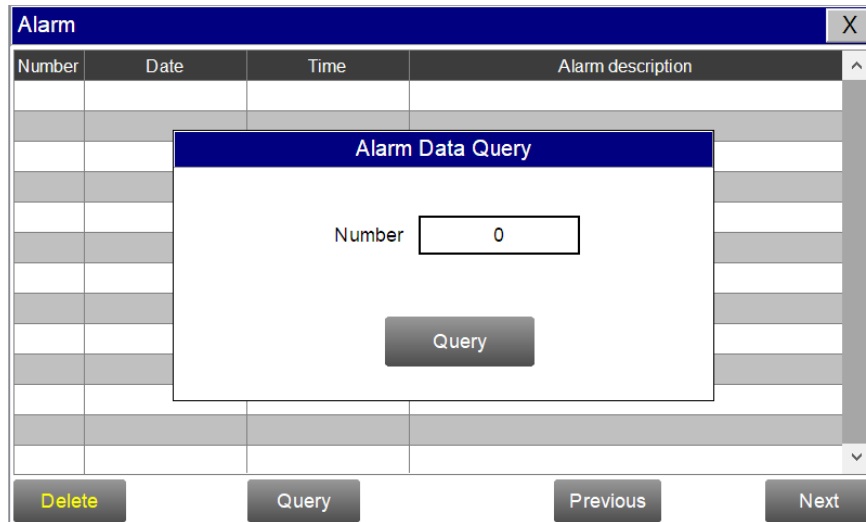 Alarm X
Number Date Time Alarm description
Alarm Data Query
Number 0
Query
Delete Query Previous Next